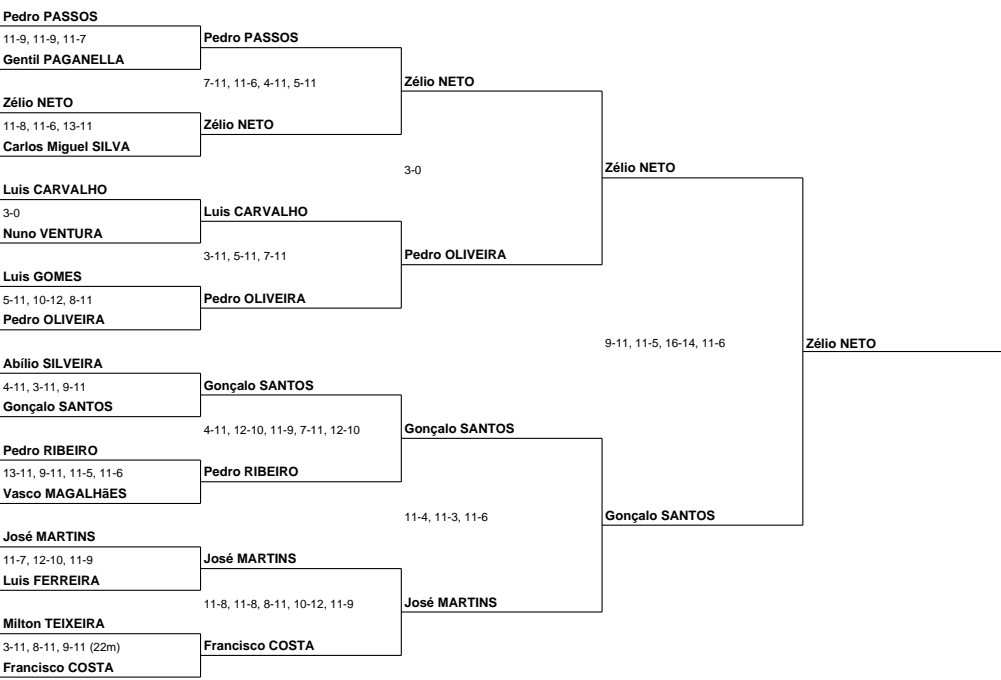 Pedro PASSOS
11-9, 11-9, 11-7
Gentil PAGANELLA
Zélio NETO
11-8, 11-6, 13-11
Carlos Miguel SILVA
Luis CARVALHO
3-0
Nuno VENTURA
Luis GOMES
5-11, 10-12, 8-11
Pedro OLIVEIRA
Abílio SILVEIRA
4-11, 3-11, 9-11
Gonçalo SANTOS
Pedro RIBEIRO
13-11, 9-11, 11-5, 11-6
Vasco MAGALHãES
José MARTINS
11-7, 12-10, 11-9
Luis FERREIRA
Milton TEIXEIRA
3-11, 8-11, 9-11 (22m)
Francisco COSTA
Pedro PASSOS
7-11, 11-6, 4-11, 5-11
Zélio NETO
Luis CARVALHO
3-11, 5-11, 7-11
Pedro OLIVEIRA
Gonçalo SANTOS
4-11, 12-10, 11-9, 7-11, 12-10
Pedro RIBEIRO
José MARTINS
11-8, 11-8, 8-11, 10-12, 11-9
Francisco COSTA
Zélio NETO
3-0
Pedro OLIVEIRA
Gonçalo SANTOS
11-4, 11-3, 11-6
José MARTINS
Zélio NETO
9-11, 11-5, 16-14, 11-6
Gonçalo SANTOS
Zélio NETO